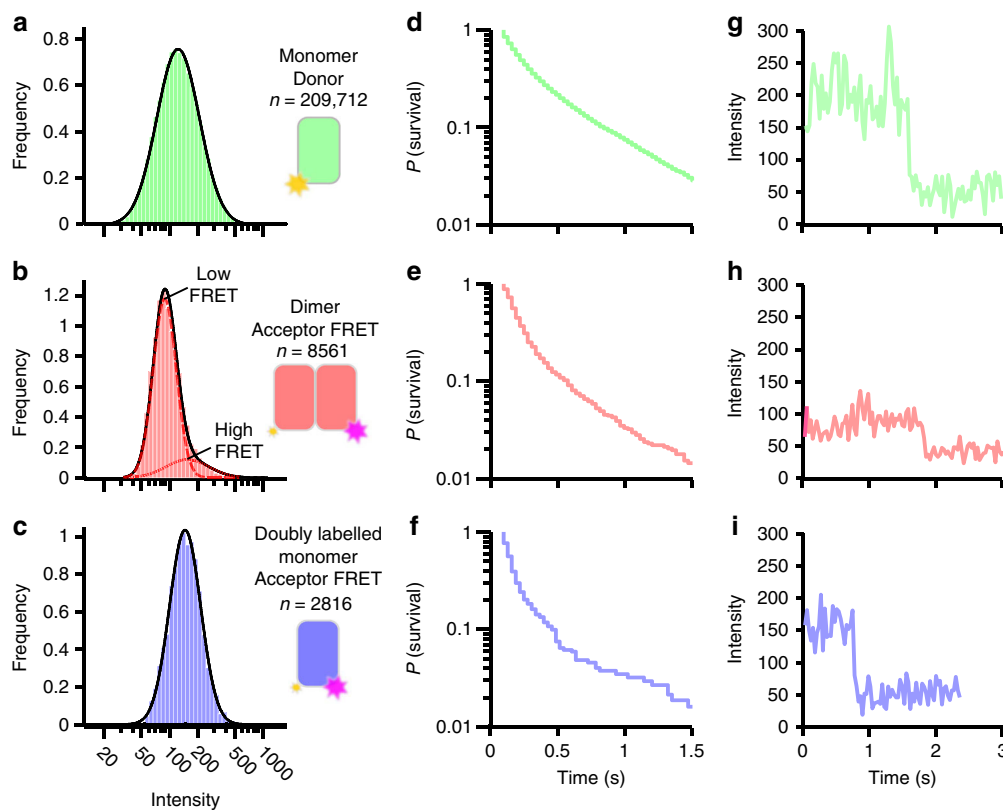 a
0.8
0.6
0.4
0.2
0
Frequency
Monomer
Donor
n = 209,712
b
1.2
1
0.8
0.6
0.4
0.2
0
Frequency
Low
FRET
High
FRET
Dimer
Acceptor FRET
n = 8561
c
1
0.8
0.6
0.4
0.2
0
Frequency
Doubly labelled
monomer
Acceptor FRET
n = 2816
20 50 100 200 500 1000
Intensity
d
1
0.1
0.01
P (survival)
e
1
0.1
0.01
P (survival)
f
1
0.1
0.01
P (survival)
0 0.5 1 1.5
Time (s)
g
300
250
200
150
100
50
0
Intensity
h
300
250
200
150
100
50
0
Intensity
i
300
250
200
150
100
50
0
Intensity
0 1 2 3
Time (s)